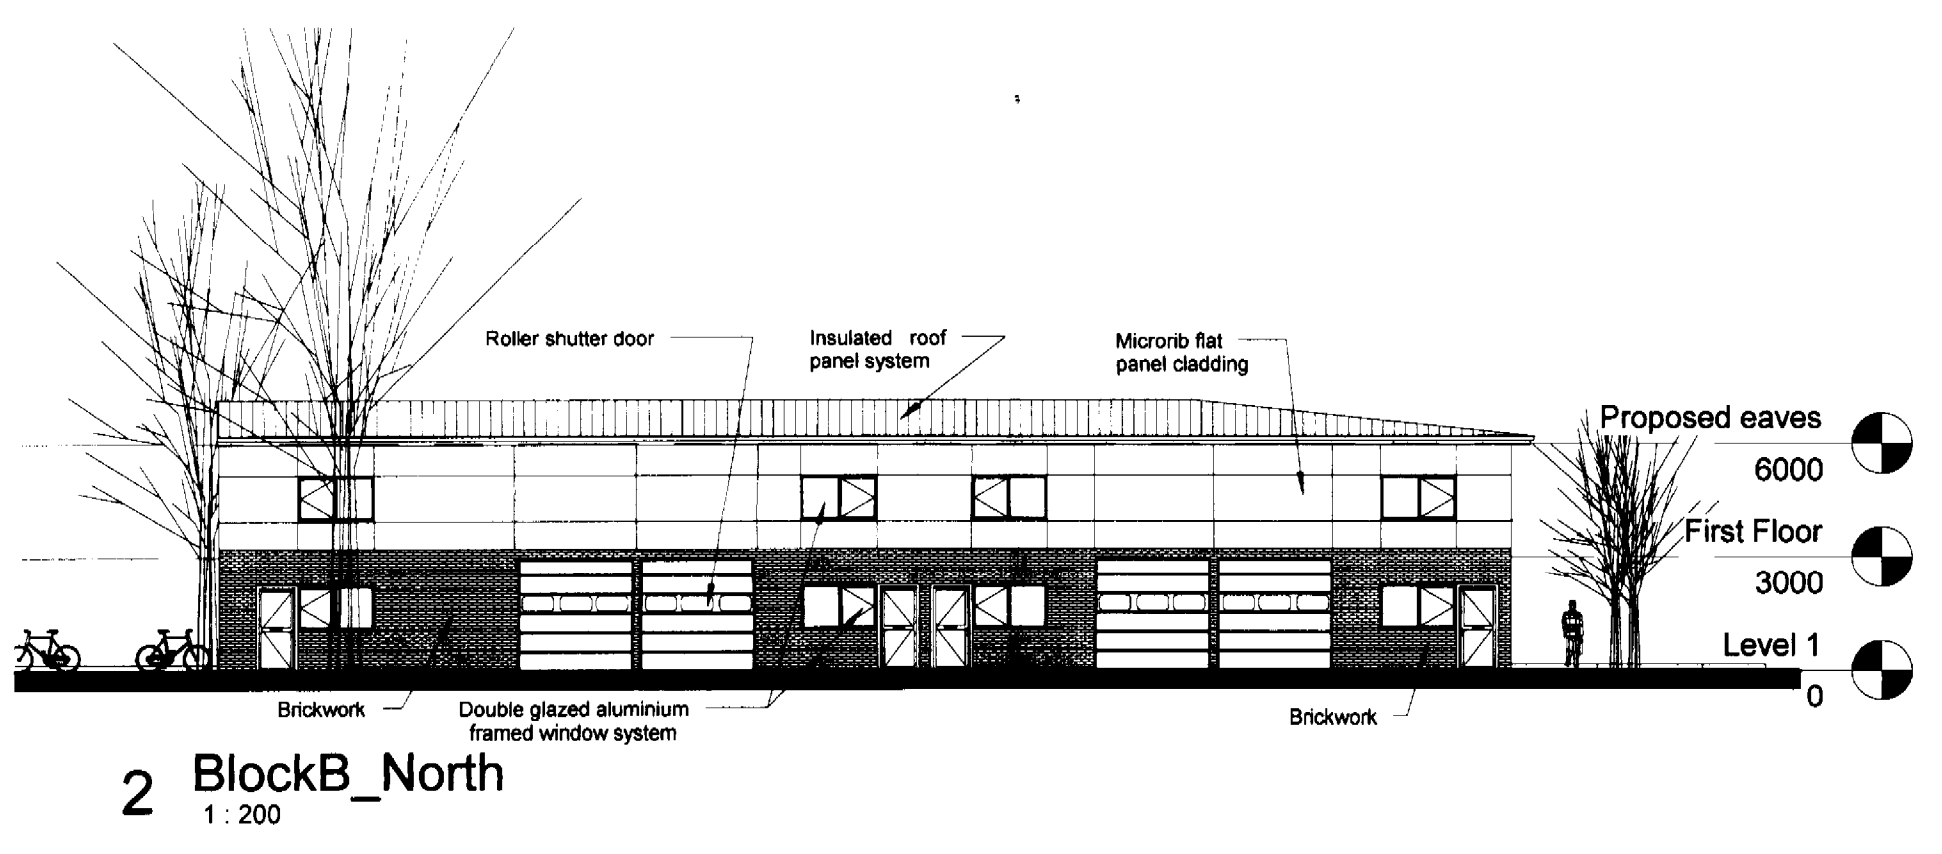 Roller shutter door
Insulated roof
panel system
Microrib flat
panel cladding
Proposed eaves
6000
First Floor
3000
Level 1
0
Brickwork
Double glazed aluminium
framed window system
Brickwork
2 BlockB_North
1 : 200